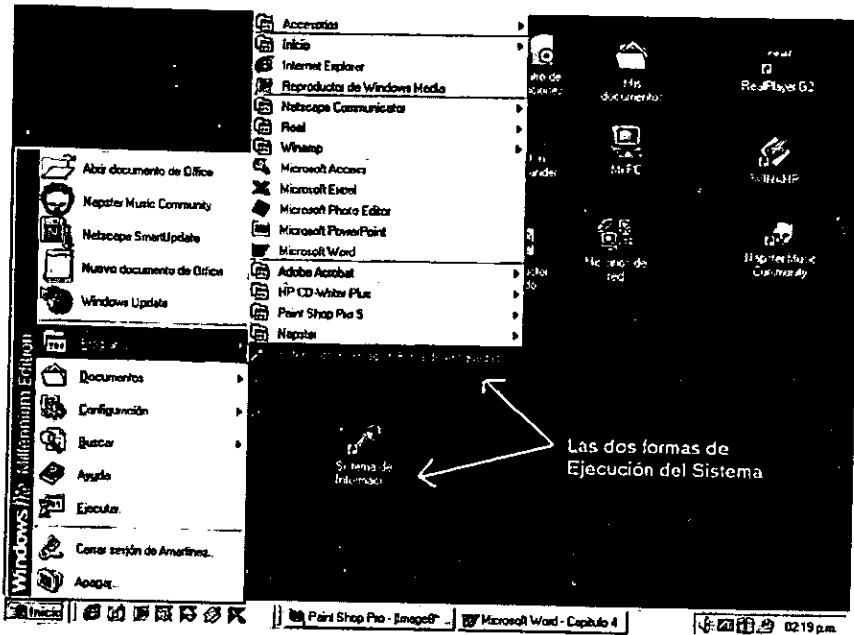 Accesorios
Inicio
Internet Explorer
Reproductor de Windows Media
Netscape Communicator
Real
Winamp
Microsoft Access
Microsoft Excel
Microsoft Photo Editor
Microsoft PowerPoint
Microsoft Word
Adobe Acrobat
HP CD-Writer Plus
Paint Shop Pro 5
Napster
Abrir documento de Office
Napster Music Community
Netscape SmartUpdate
Nuevo documento de Office
Windows Update
Documentos
Configuración
Buscar
Ayuda
Ejecutar...
Cerrar sesión de Amartinez...
Apagar...
Windows Me Millennium Edition
Mis
documentos
RealPlayer G2
Mi PC
Mis sitios de
red
Napster Music
Community
Sistema de
Informaci
Las dos formas de
Ejecución del Sistema
Inicio
Paint Shop Pro - [Image8* ...
Microsoft Word - Capitulo 4
02:19 p.m.